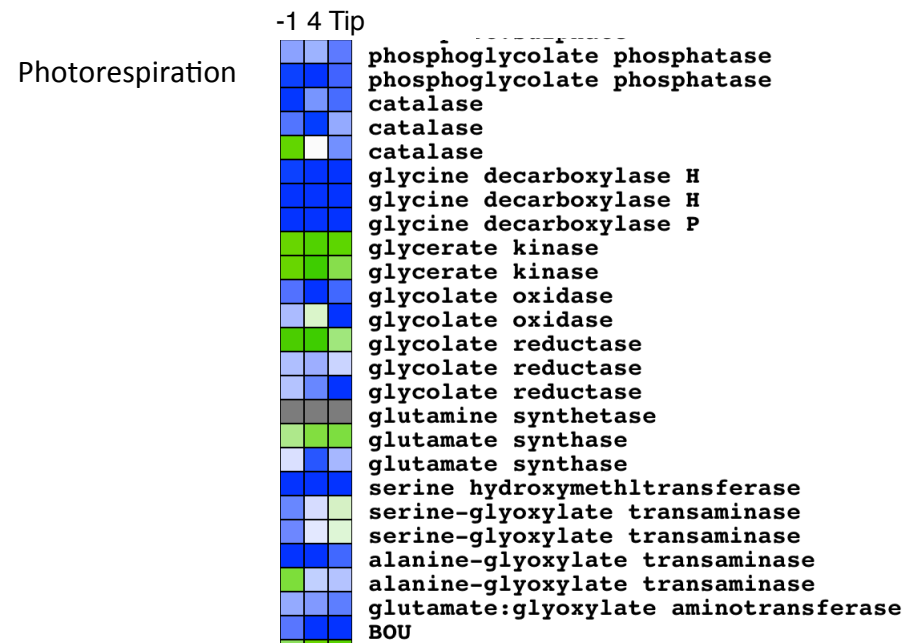 -1 4 Tip
Photorespiration
phosphoglycolate phosphatase
phosphoglycolate phosphatase
catalase
catalase
catalase
glycine decarboxylase H
glycine decarboxylase H
glycine decarboxylase P
glycerate kinase
glycerate kinase
glycolate oxidase
glycolate oxidase
glycolate reductase
glycolate reductase
glycolate reductase
glutamine synthetase
glutamate synthase
glutamate synthase
serine hydroxymethltransferase
serine-glyoxylate transaminase
serine-glyoxylate transaminase
alanine-glyoxylate transaminase
alanine-glyoxylate transaminase
glutamate:glyoxylate aminotransferase
BOU